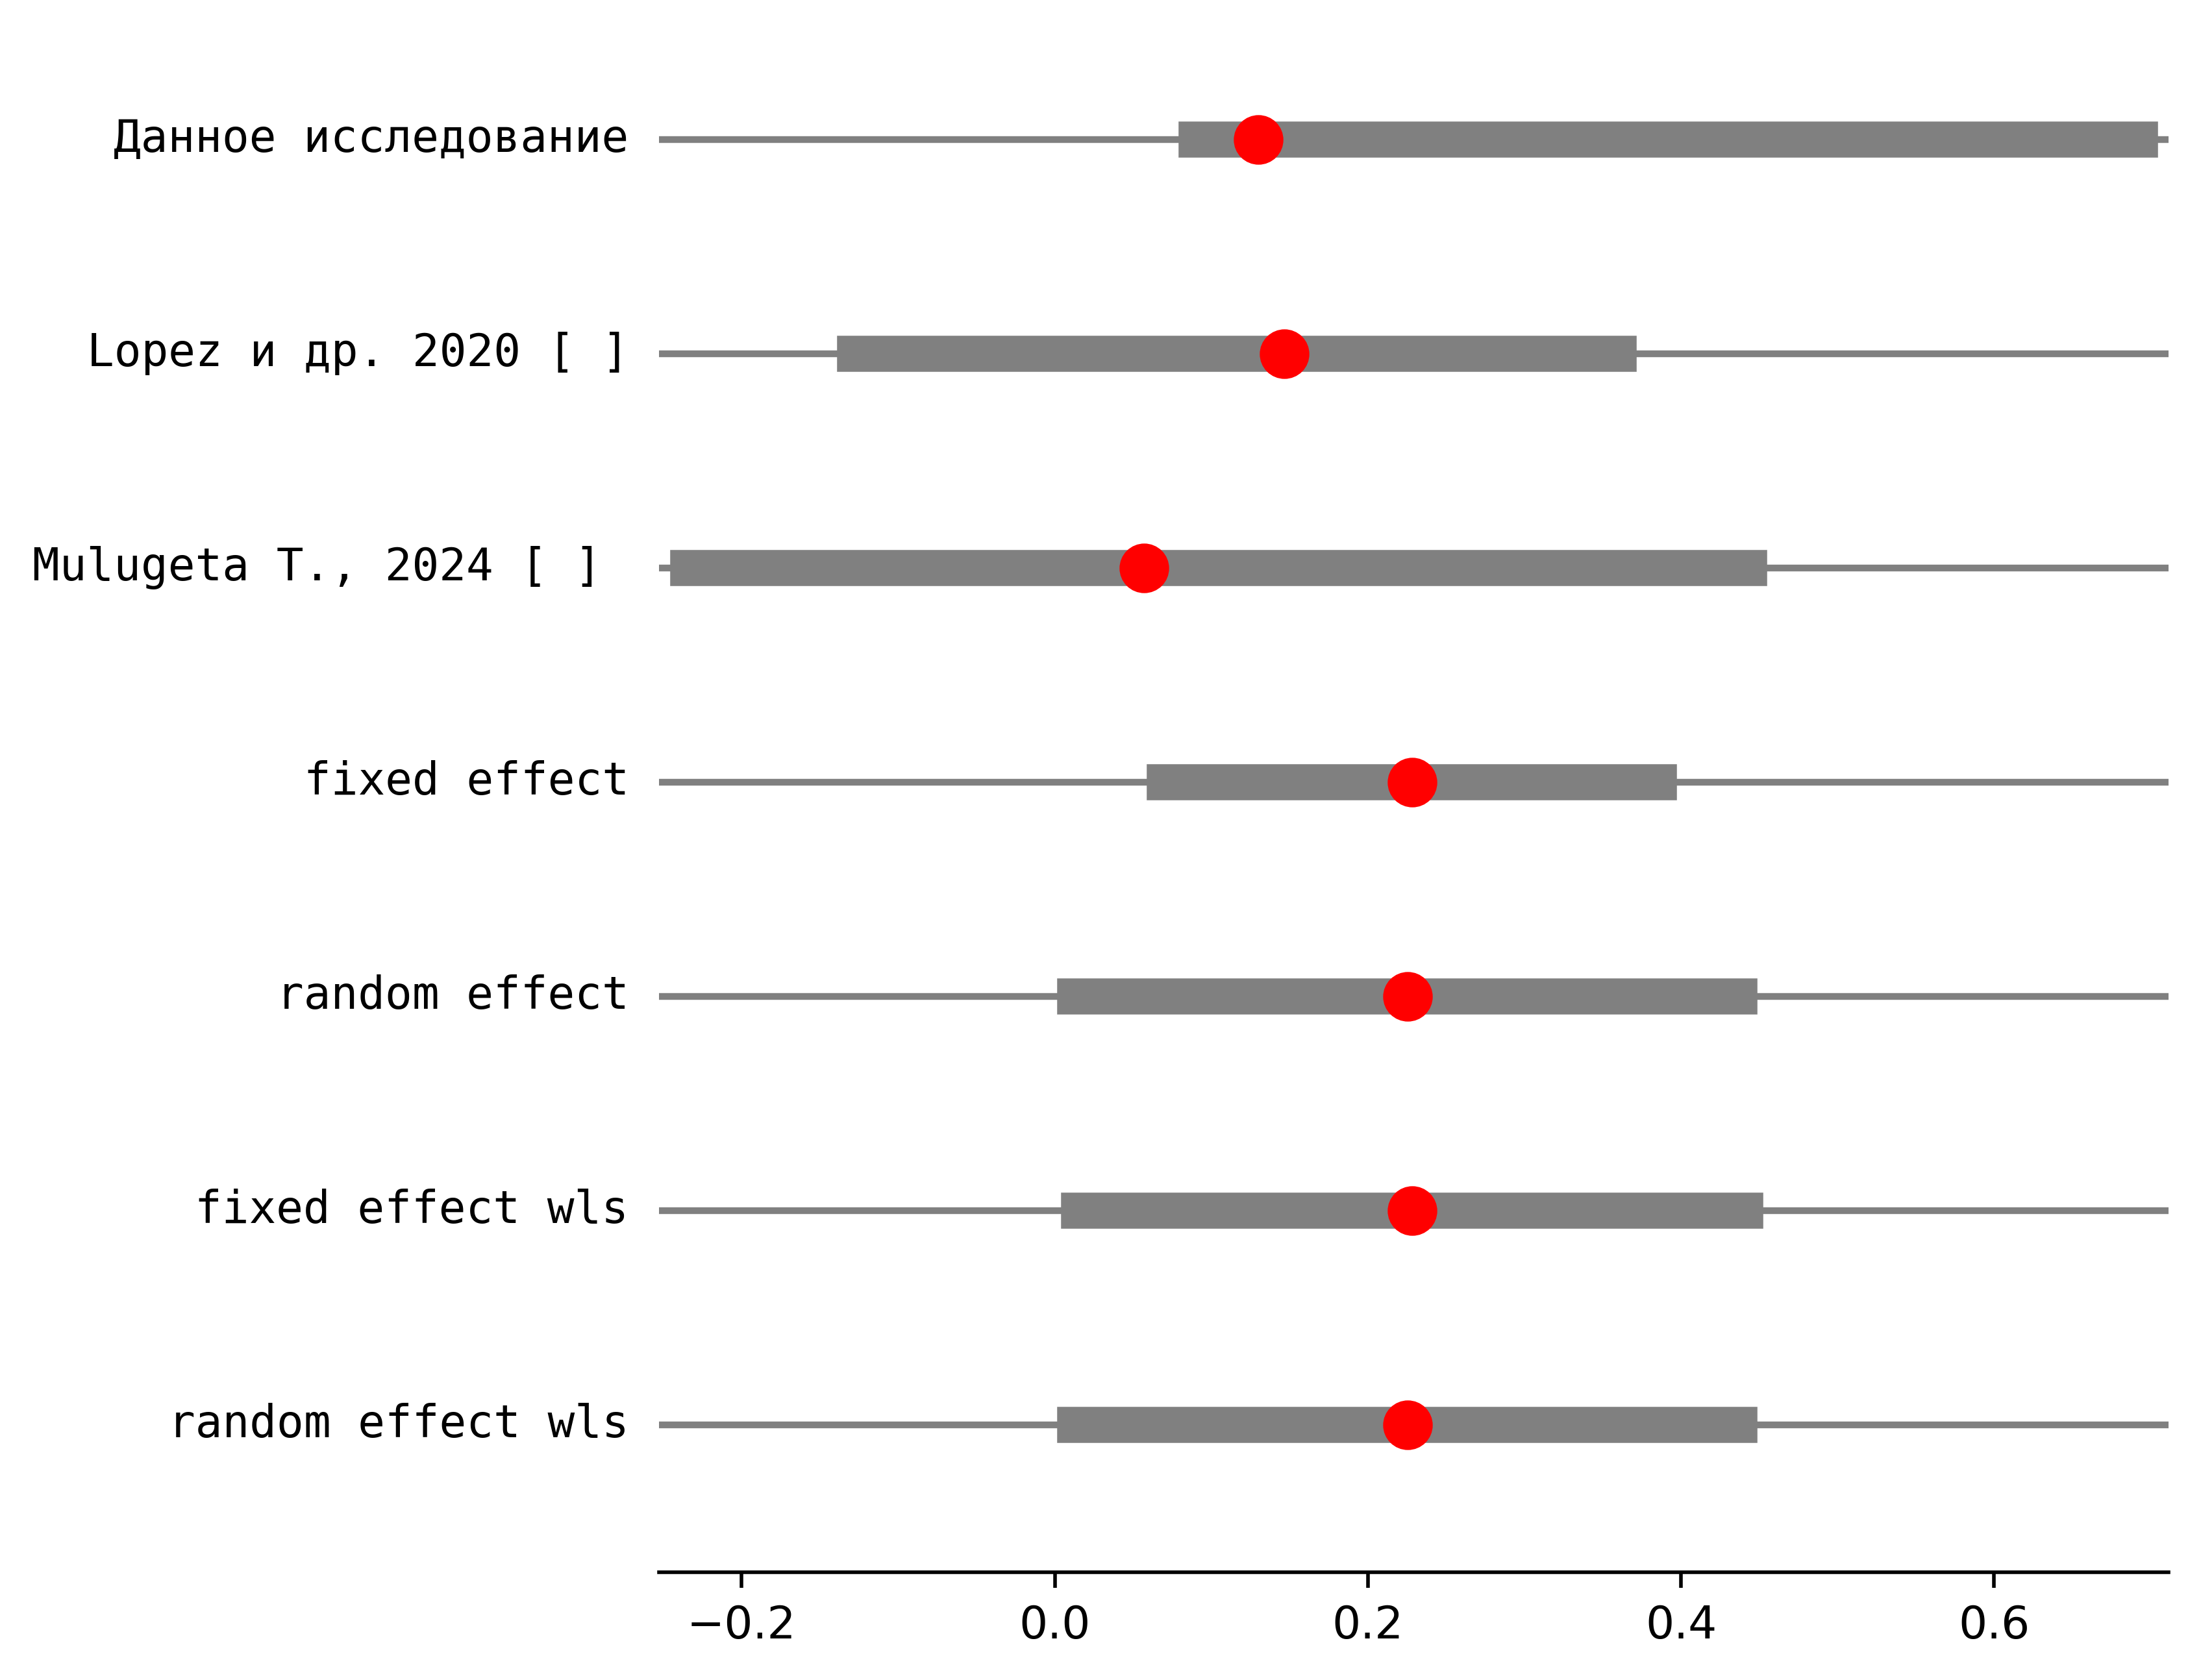 Данное исследование
Lopez и др. 2020 [ ]
Mulugeta T., 2024 [ ]
fixed effect
random effect
fixed effect wls
random effect wls
−0.2 0.0 0.2 0.4 0.6